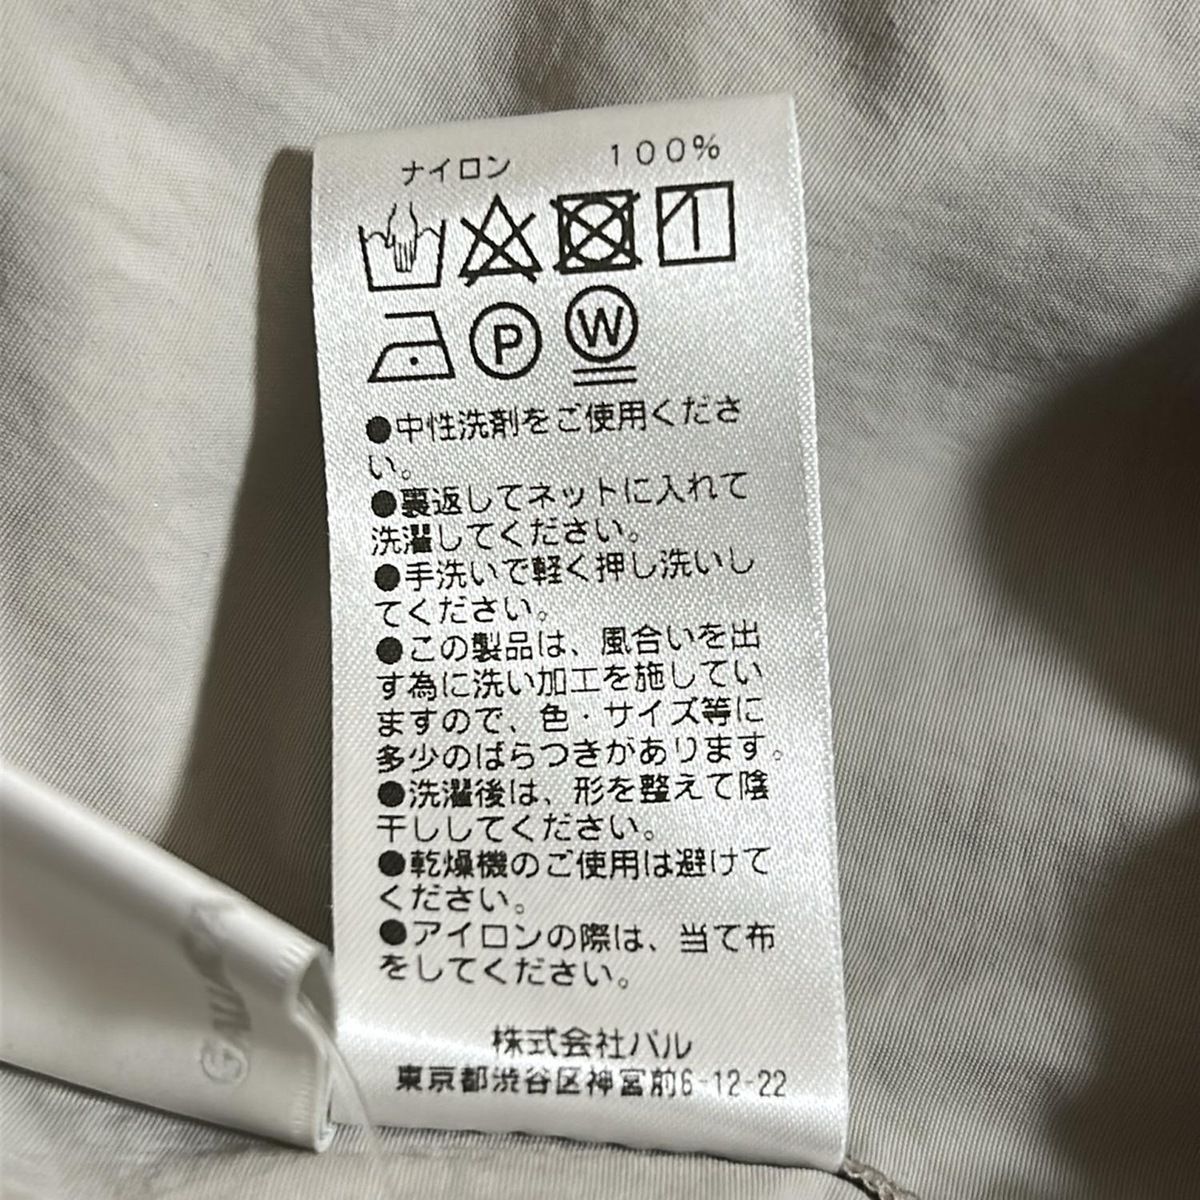 ナイロン 100%
P W
●中性洗剤をご使用くださ
い。
●裏返してネットに入れて
洗濯してください。
●手洗いで軽く押し洗いし
てください。
●この製品は、風合いを出
す為に洗い加工を施してい
ますので、色・サイズ等に
多少のばらつきがあります。
●洗濯後は、形を整えて陰
干ししてください。
●乾燥機のご使用は避けて
ください。
●アイロンの際は、当て布
をしてください。
株式会社パル
東京都渋谷区神宮前6-12-22